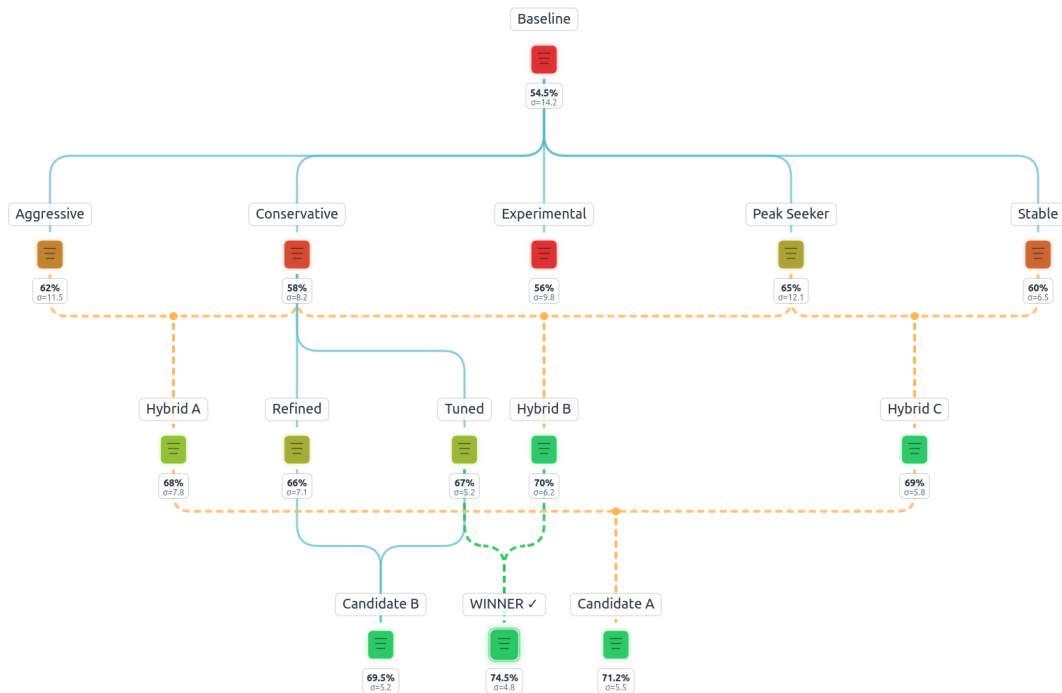 Baseline
54.5%
σ=14.2
Aggressive
Conservative
Experimental
Peak Seeker
Stable
62%
σ=11.5
58%
σ=8.2
56%
σ=9.8
65%
σ=12.1
60%
σ=6.5
Hybrid A
Refined
Tuned
Hybrid B
Hybrid C
68%
σ=7.8
66%
σ=7.1
67%
σ=5.2
70%
σ=6.2
69%
σ=5.8
Candidate B
WINNER ✓
Candidate A
69.5%
σ=5.2
74.5%
σ=4.8
71.2%
σ=5.5